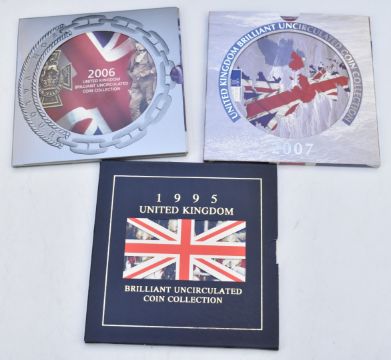 2006
UNITED KINGDOM
BRILLIANT UNCIRCULATED
COIN COLLECTION
UNITED KINGDOM BRILLIANT UNCIRCULATED COIN COLLECTION
2007
1995
UNITED KINGDOM
BRILLIANT UNCIRCULATED
COIN COLLECTION